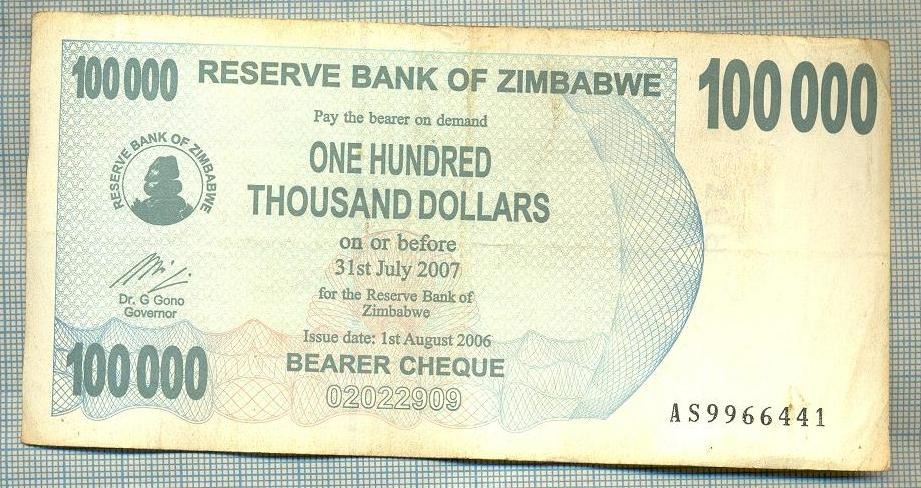 100 000
RESERVE BANK OF ZIMBABWE
100 000
Pay the bearer on demand
ONE HUNDRED
THOUSAND DOLLARS
RESERVE BANK OF ZIMBABWE
on or before
31st July 2007
for the Reserve Bank of
Zimbabwe
Dr. G Gono
Governor
Issue date: 1st August 2006
BEARER CHEQUE
100 000
02022909
AS9966441